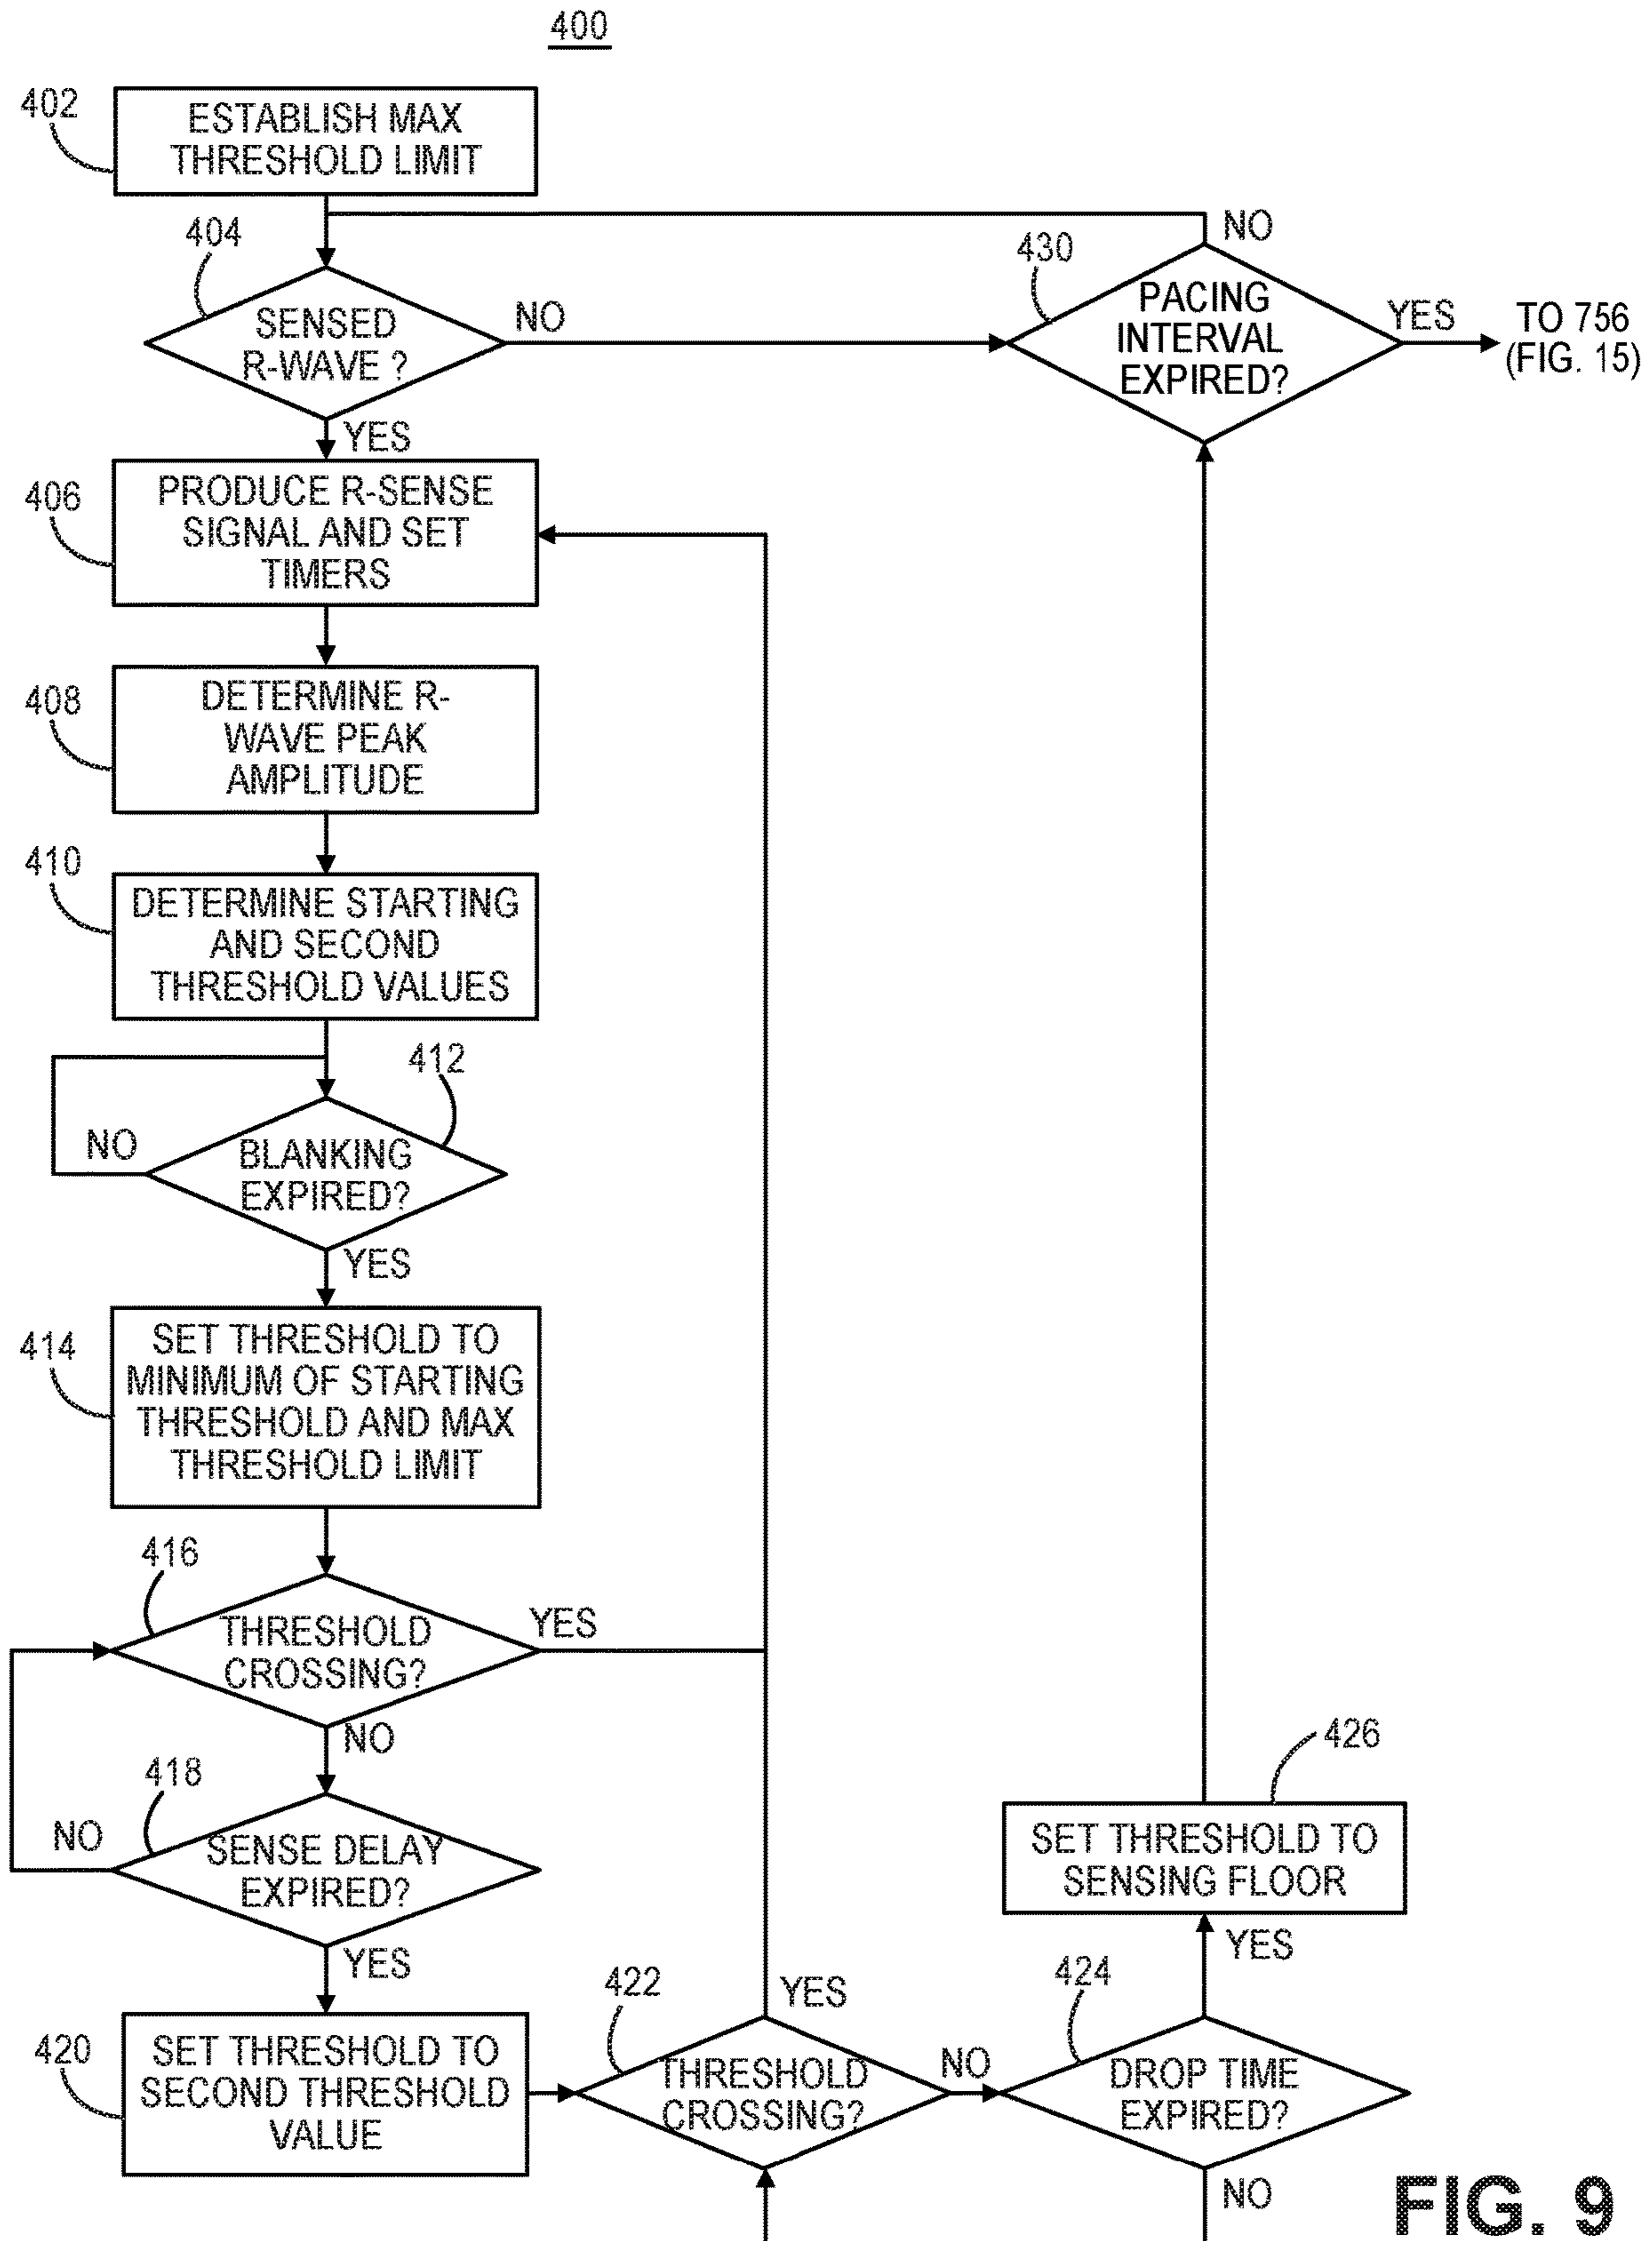 400
402
ESTABLISH MAX
THRESHOLD LIMIT
404
SENSED
R-WAVE ?
NO
YES
430
NO
PACING
INTERVAL
EXPIRED?
YES
TO 756
(FIG. 15)
406
PRODUCE R-SENSE
SIGNAL AND SET
TIMERS
408
DETERMINE R-
WAVE PEAK
AMPLITUDE
410
DETERMINE STARTING
AND SECOND
THRESHOLD VALUES
412
NO
BLANKING
EXPIRED?
YES
414
SET THRESHOLD TO
MINIMUM OF STARTING
THRESHOLD AND MAX
THRESHOLD LIMIT
416
THRESHOLD
CROSSING?
YES
NO
418
NO
SENSE DELAY
EXPIRED?
YES
420
SET THRESHOLD TO
SECOND THRESHOLD
VALUE
422
YES
THRESHOLD
CROSSING?
NO
424
DROP TIME
EXPIRED?
YES
NO
426
SET THRESHOLD TO
SENSING FLOOR
FIG. 9